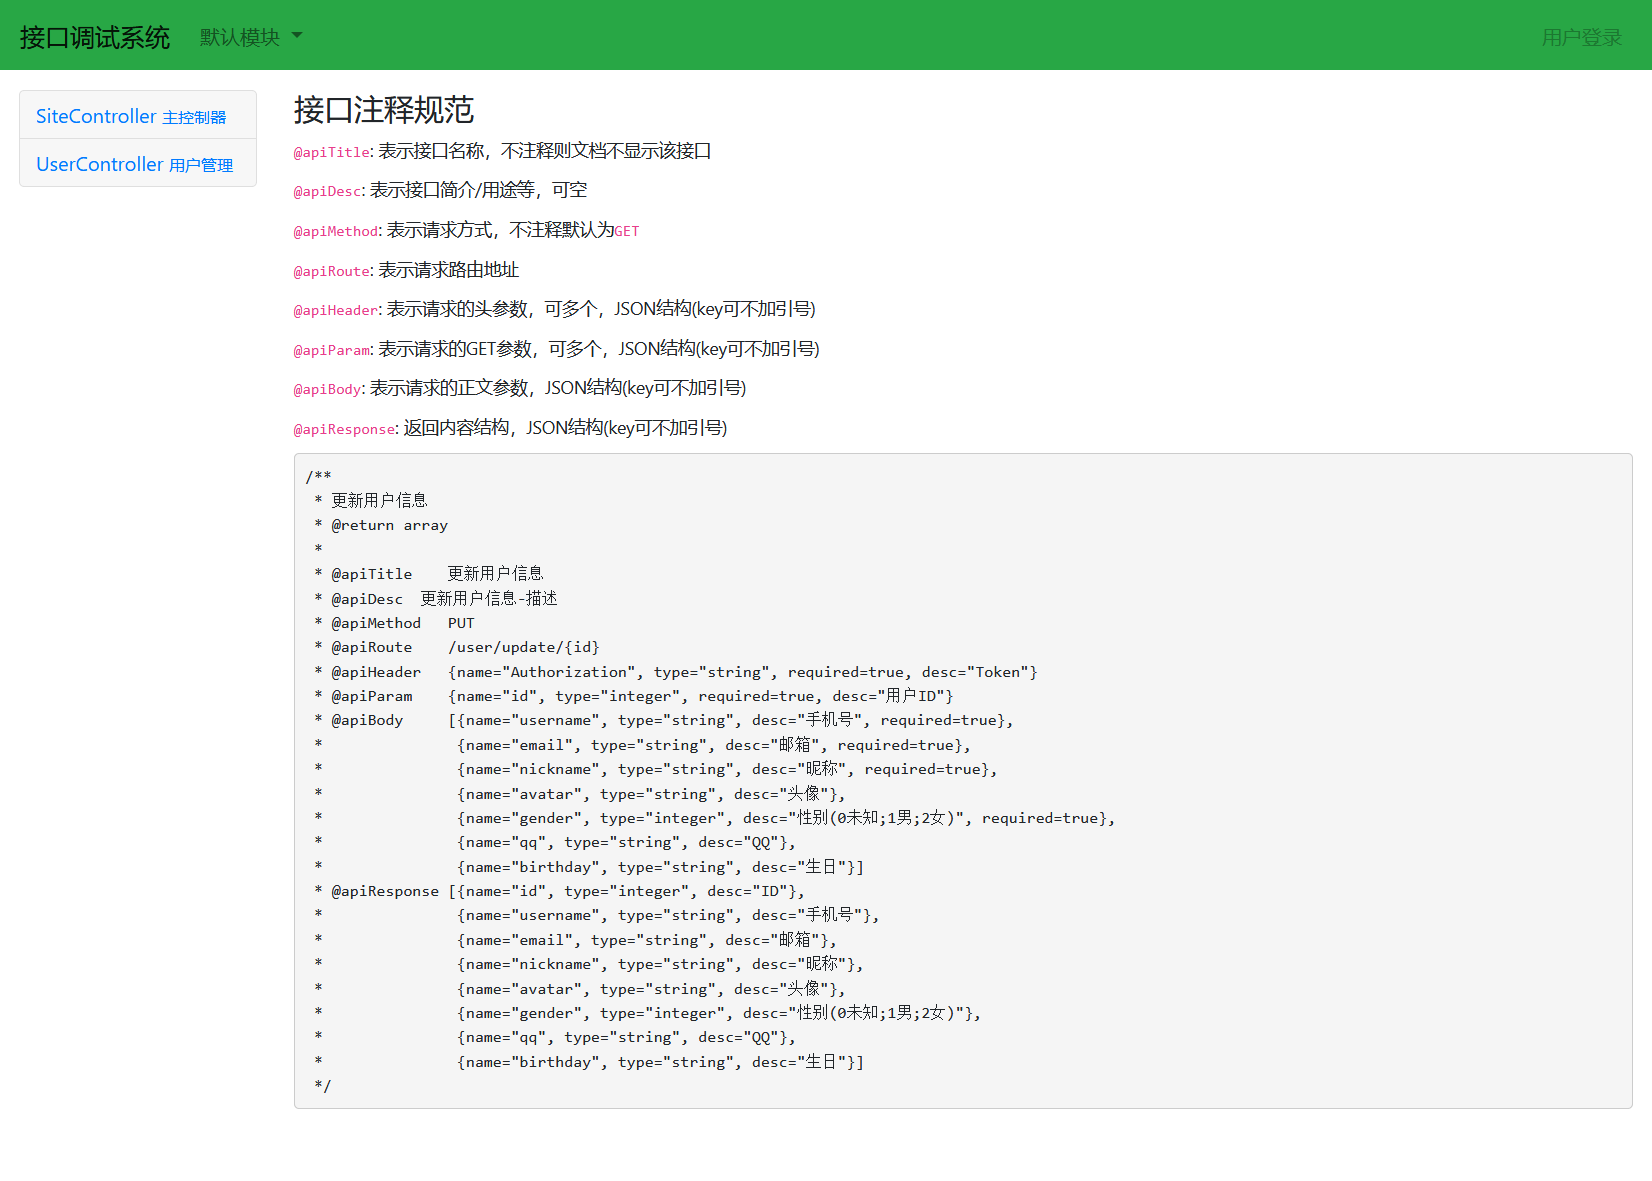 接口调试系统 默认模块 用户登录
SiteController 主控制器
UserController 用户管理
接口注释规范
@apiTitle: 表示接口名称，不注释则文档不显示该接口
@apiDesc: 表示接口简介/用途等，可空
@apiMethod: 表示请求方式，不注释默认为GET
@apiRoute: 表示请求路由地址
@apiHeader: 表示请求的头参数，可多个，JSON结构(key可不加引号)
@apiParam: 表示请求的GET参数，可多个，JSON结构(key可不加引号)
@apiBody: 表示请求的正文参数，JSON结构(key可不加引号)
@apiResponse: 返回内容结构，JSON结构(key可不加引号)
/**
 * 更新用户信息
 * @return array
 *
 * @apiTitle    更新用户信息
 * @apiDesc  更新用户信息-描述
 * @apiMethod   PUT
 * @apiRoute    /user/update/{id}
 * @apiHeader   {name="Authorization", type="string", required=true, desc="Token"}
 * @apiParam    {name="id", type="integer", required=true, desc="用户ID"}
 * @apiBody     [{name="username", type="string", desc="手机号", required=true},
 *               {name="email", type="string", desc="邮箱", required=true},
 *               {name="nickname", type="string", desc="昵称", required=true},
 *               {name="avatar", type="string", desc="头像"},
 *               {name="gender", type="integer", desc="性别(0未知;1男;2女)", required=true},
 *               {name="qq", type="string", desc="QQ"},
 *               {name="birthday", type="string", desc="生日"}]
 * @apiResponse [{name="id", type="integer", desc="ID"},
 *               {name="username", type="string", desc="手机号"},
 *               {name="email", type="string", desc="邮箱"},
 *               {name="nickname", type="string", desc="昵称"},
 *               {name="avatar", type="string", desc="头像"},
 *               {name="gender", type="integer", desc="性别(0未知;1男;2女)"},
 *               {name="qq", type="string", desc="QQ"},
 *               {name="birthday", type="string", desc="生日"}]
 */